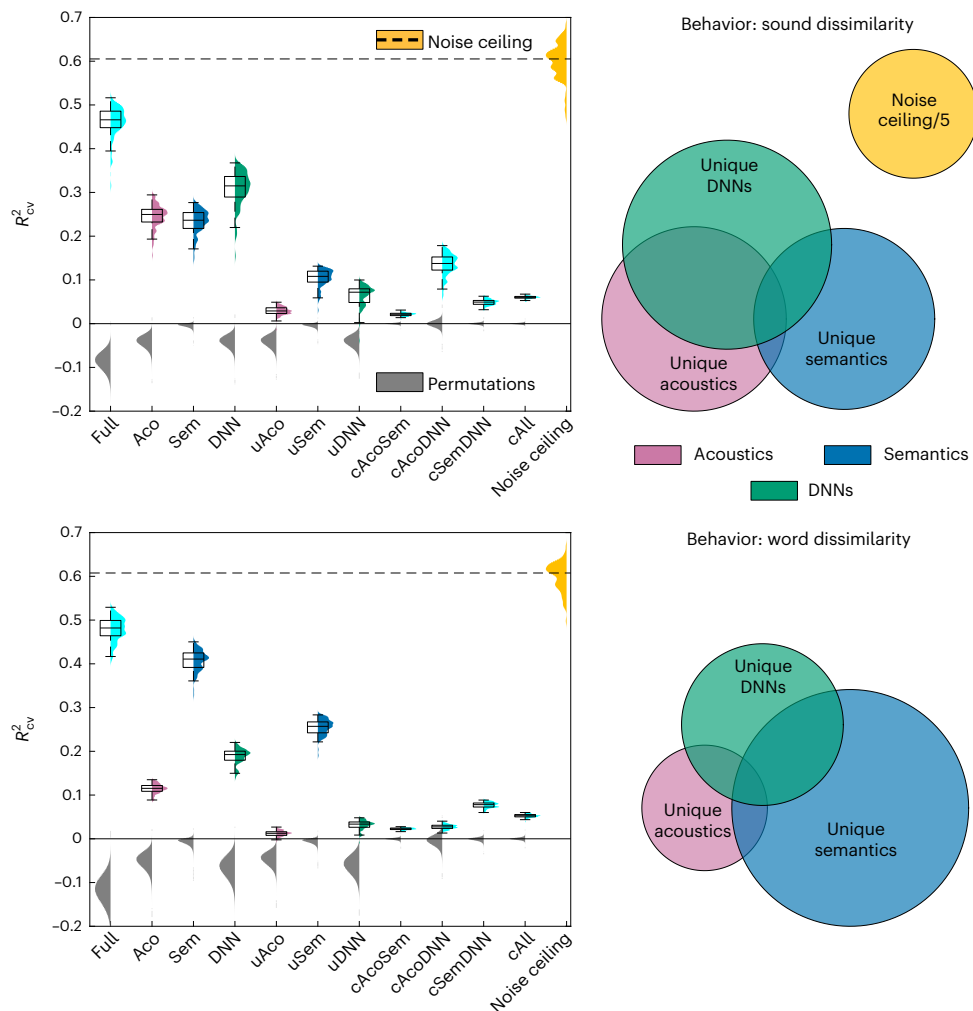 Behavior: sound dissimilarity
0.7
0.6
0.5
0.4
0.3
0.2
0.1
0
−0.1
−0.2
R²cv
Noise ceiling
Permutations
Full
Aco
Sem
DNN
uAco
uSem
uDNN
cAcoSem
cAcoDNN
cSemDNN
cAll
Noise ceiling
Noise
ceiling/5
Unique
DNNs
Unique
acoustics
Unique
semantics
Acoustics
Semantics
DNNs
Behavior: word dissimilarity
0.7
0.6
0.5
0.4
0.3
0.2
0.1
0
−0.1
−0.2
R²cv
Full
Aco
Sem
DNN
uAco
uSem
uDNN
cAcoSem
cAcoDNN
cSemDNN
cAll
Noise ceiling
Unique
DNNs
Unique
acoustics
Unique
semantics